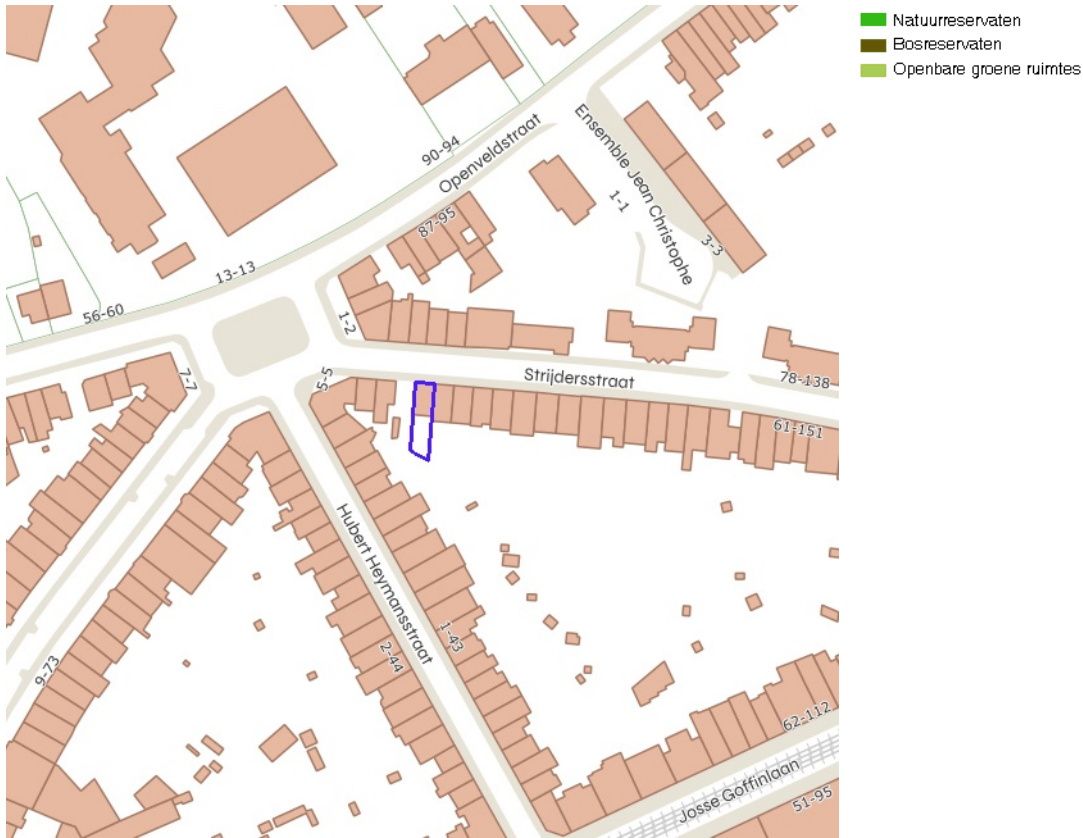 Natuurreservaten
Bosreservaten
Openbare groene ruimtes
Ensemble Jean Christophe
Openveldstraat
90-94
1-1
87-95
3-3
13-13
56-60
1-2
Strijdersstraat
78-138
7-7
5-5
61-151
Hubert Heymansstraat
1-43
2-44
9-73
62-112
Josse Goffinlaan
51-95